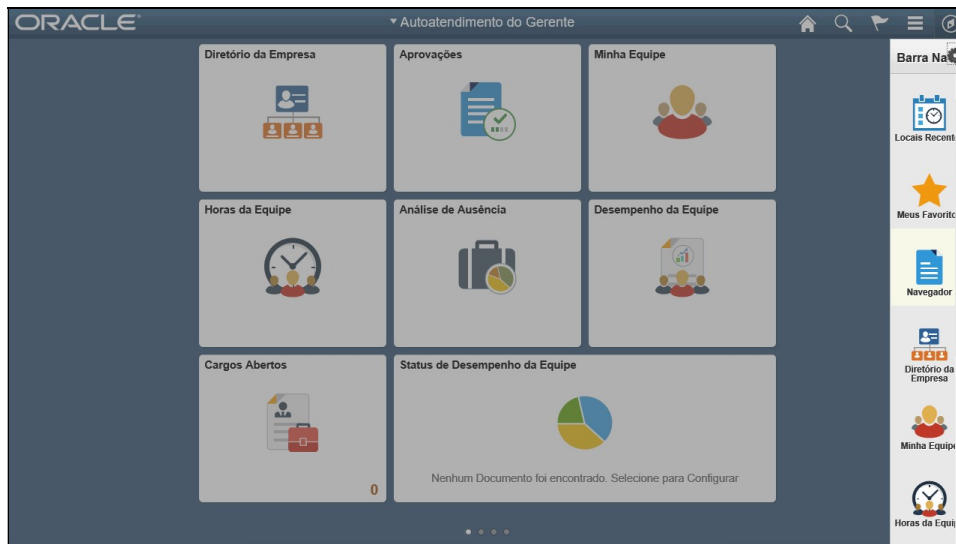 ORACLE
Autoatendimento do Gerente
Diretório da Empresa
Aprovações
Minha Equipe
Horas da Equipe
Análise de Ausência
Desempenho da Equipe
Cargos Abertos
0
Status de Desempenho da Equipe
Nenhum Documento foi encontrado. Selecione para Configurar
Barra Na
Locais Recent
Meus Favorit
Navegador
Diretório da
Empresa
Minha Equipe
Horas da Equi